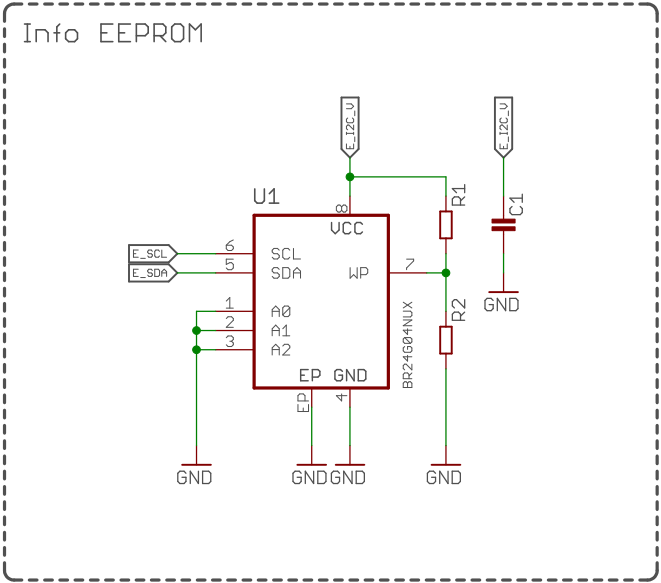 Info EEPROM
E_I2C_V
E_I2C_V
U1
8
VCC
R1
C1
E_SCL
6
SCL
E_SDA
5
SDA
WP
7
1
A0
2
A1
3
A2
GND
R2
BR24G04NUX
EP
GND
EP
4
GND
GND
GND
GND